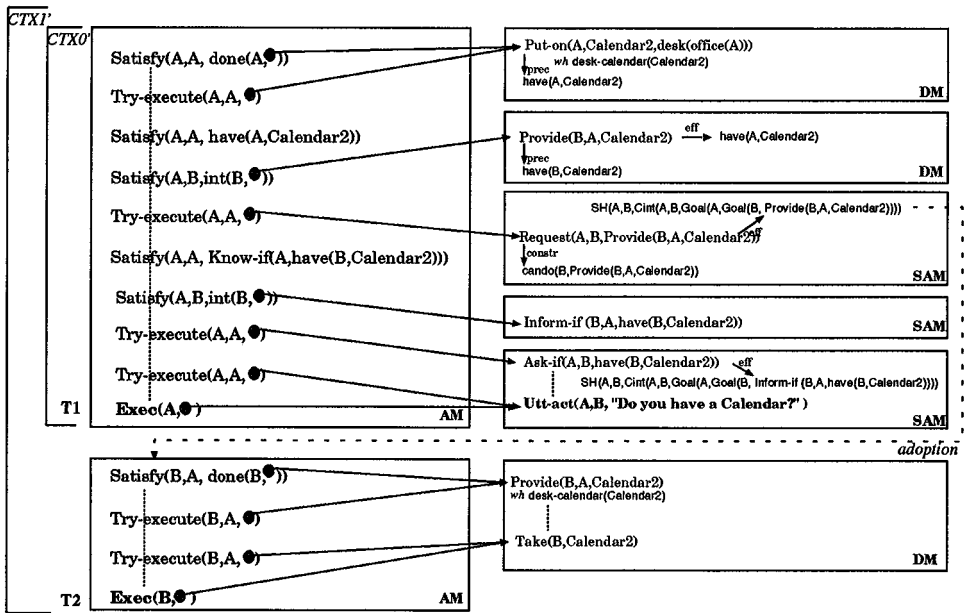 CTX1'
CTX0'
Satisfy(A,A, done(A,●))
Try-execute(A,A, ●)
Satisfy(A,A, have(A,Calendar2))
Satisfy(A,B,int(B,●))
Try-execute(A,A, ●)
Satisfy(A,A, Know-if(A,have(B,Calendar2)))
Satisfy(A,B,int(B,●))
Try-execute(A,A, ●)
Try-execute(A,A, ●)
T1
Exec(A,●)
AM
Put-on(A,Calendar2,desk(office(A)))
wh desk-calendar(Calendar2)
prec
have(A,Calendar2)
DM
Provide(B,A,Calendar2) eff have(A,Calendar2)
prec
have(B,Calendar2)
DM
SH(A,B,Cint(A,B,Goal(A,Goal(B, Provide(B,A,Calendar2))))
Request(A,B,Provide(B,A,Calendar2)) eff
constr
cando(B,Provide(B,A,Calendar2))
SAM
Inform-if (B,A,have(B,Calendar2))
SAM
Ask-if(A,B,have(B,Calendar2)) eff
SH(A,B,Cint(A,B,Goal(A,Goal(B, Inform-if (B,A,have(B,Calendar2))))
Utt-act(A,B, "Do you have a Calendar?" )
SAM
adoption
Satisfy(B,A, done(B,●))
Try-execute(B,A, ●)
Try-execute(B,A, ●)
T2
Exec(B,●)
AM
Provide(B,A,Calendar2)
wh desk-calendar(Calendar2)
Take(B,Calendar2)
DM